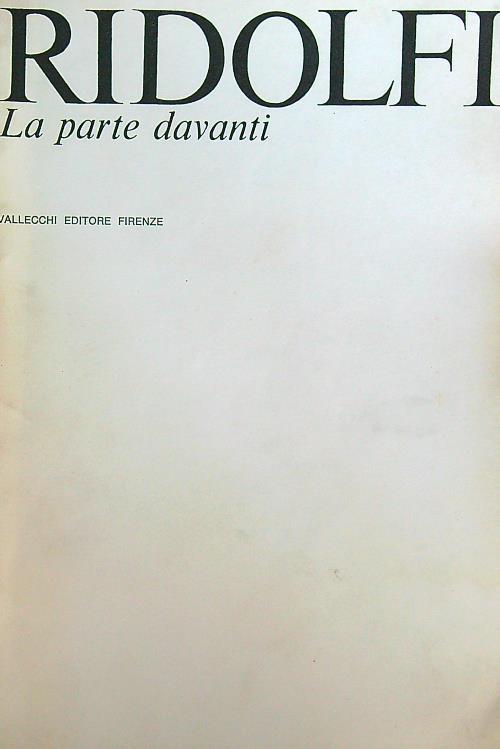 RIDOLFI
La parte davanti
VALLECCHI EDITORE FIRENZE